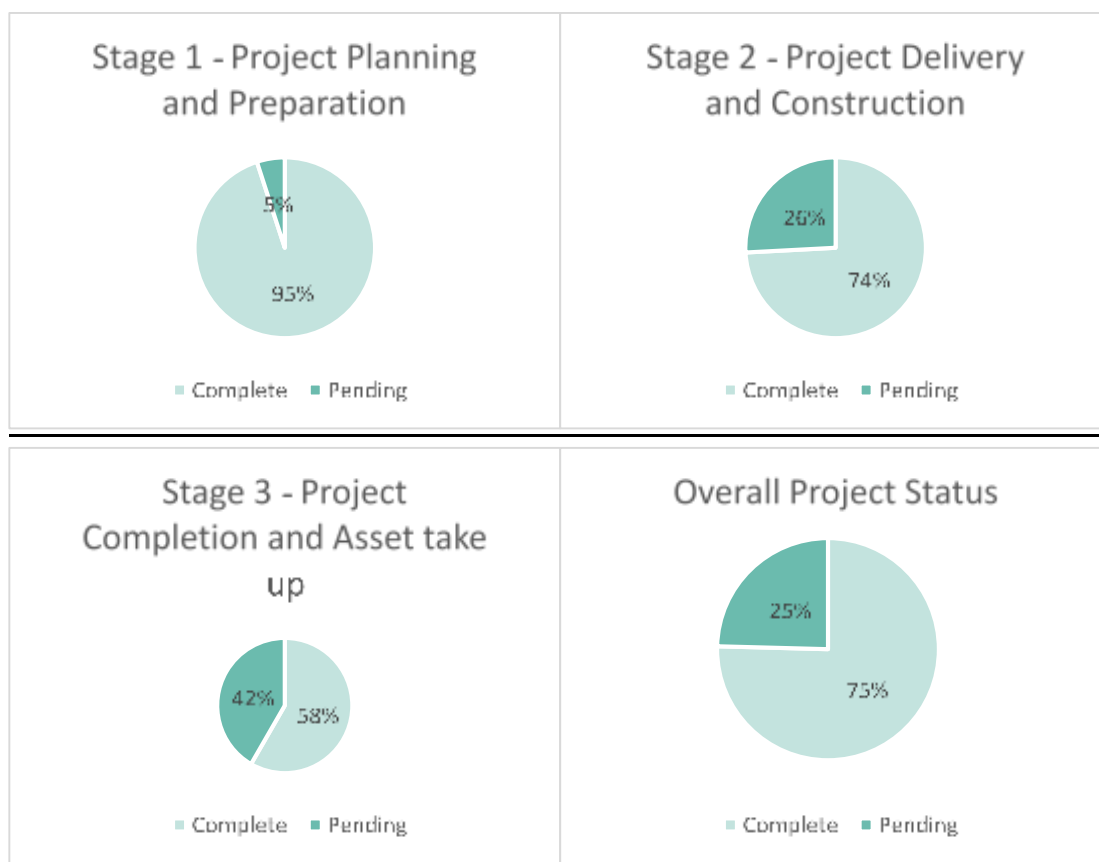 Stage 1 - Project Planning
and Preparation
5%
95%
Complete Pending
Stage 2 - Project Delivery
and Construction
26%
74%
Complete Pending
Stage 3 - Project
Completion and Asset take
up
42%
58%
Complete Pending
Overall Project Status
25%
75%
Complete Pending